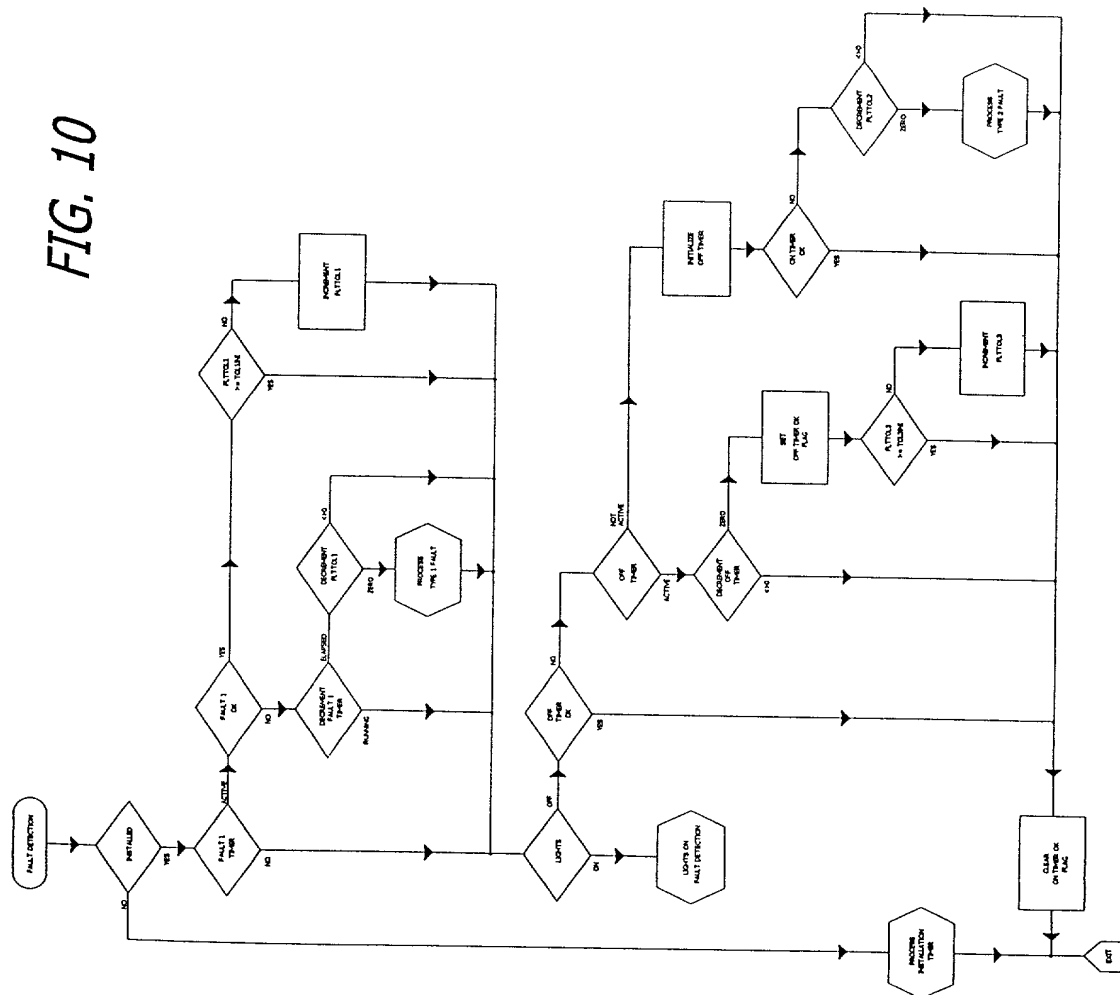 FIG. 10
FAULT DETECTION
INSTALLED
NO
YES
FAULT 1
TIMER
ACTIVE
NO
FAULT 1
OK
YES
NO
FLTTOL1
NO
YES
INCREMENT
FLTTOL1
DECREMENT
FAULT 1
TIMER
ELAPSED
RUNNING
DECREMENT
FLTTOL1
<>0
ZERO
PROCESS
TYPE 1 FAULT
LIGHTS
OFF
ON
LIGHTS ON
FAULT DETECTION
OFF
TIMER
OK
NO
YES
OFF
TIMER
NOT
ACTIVE
ACTIVE
DECREMENT
OFF
TIMER
ZERO
<>0
SET
OFF TIMER OK
FLAG
FLTTOL3
NO
YES
INCREMENT
FLTTOL3
INITIALIZE
OFF TIMER
ON TIMER
OK
NO
YES
DECREMENT
FLTTOL2
<>0
ZERO
PROCESS
TYPE 2 FAULT
PROCESS
INSTALLATION
TIMER
CLEAR
ON TIMER OK
FLAG
EXIT